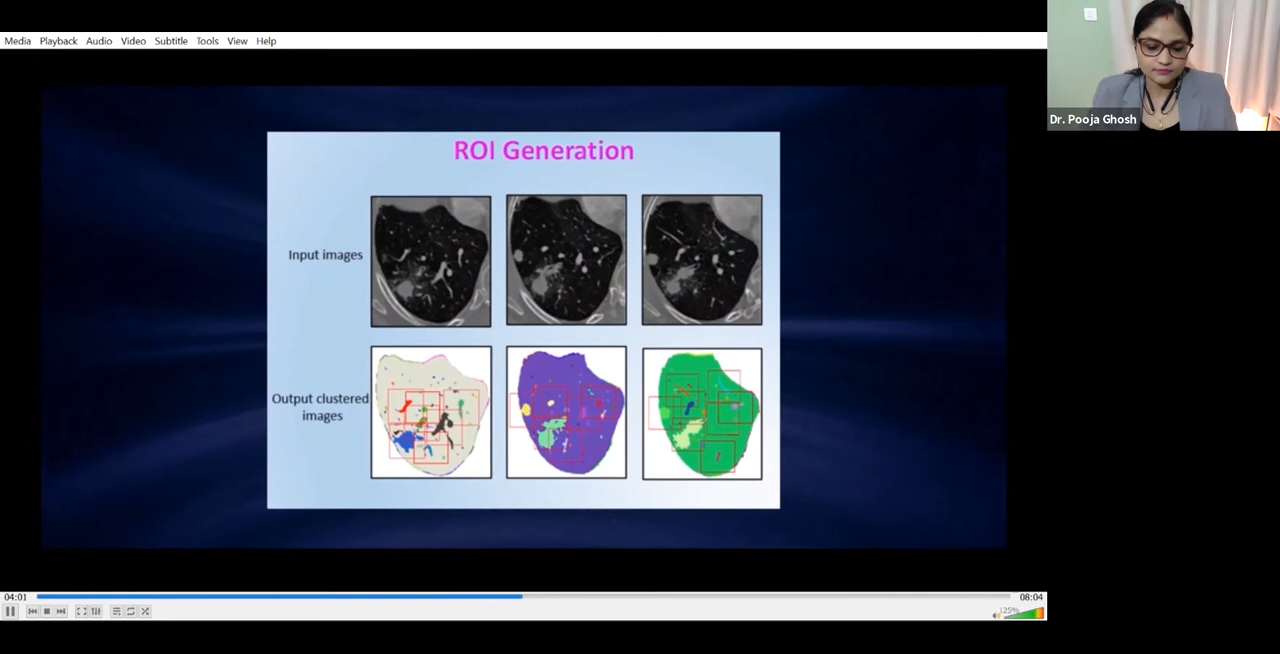 Media Playback Audio Video Subtitle Tools View Help
Dr. Pooja Ghosh
ROI Generation
Input images
Output clustered
images
04:01
08:04
125%